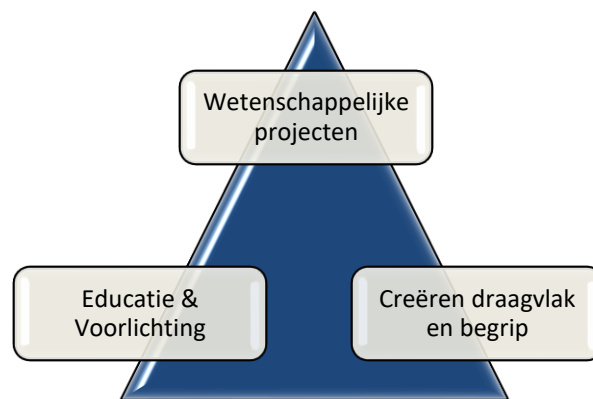 Wetenschappelijke
projecten
Educatie &
Voorlichting
Creëren draagvlak
en begrip